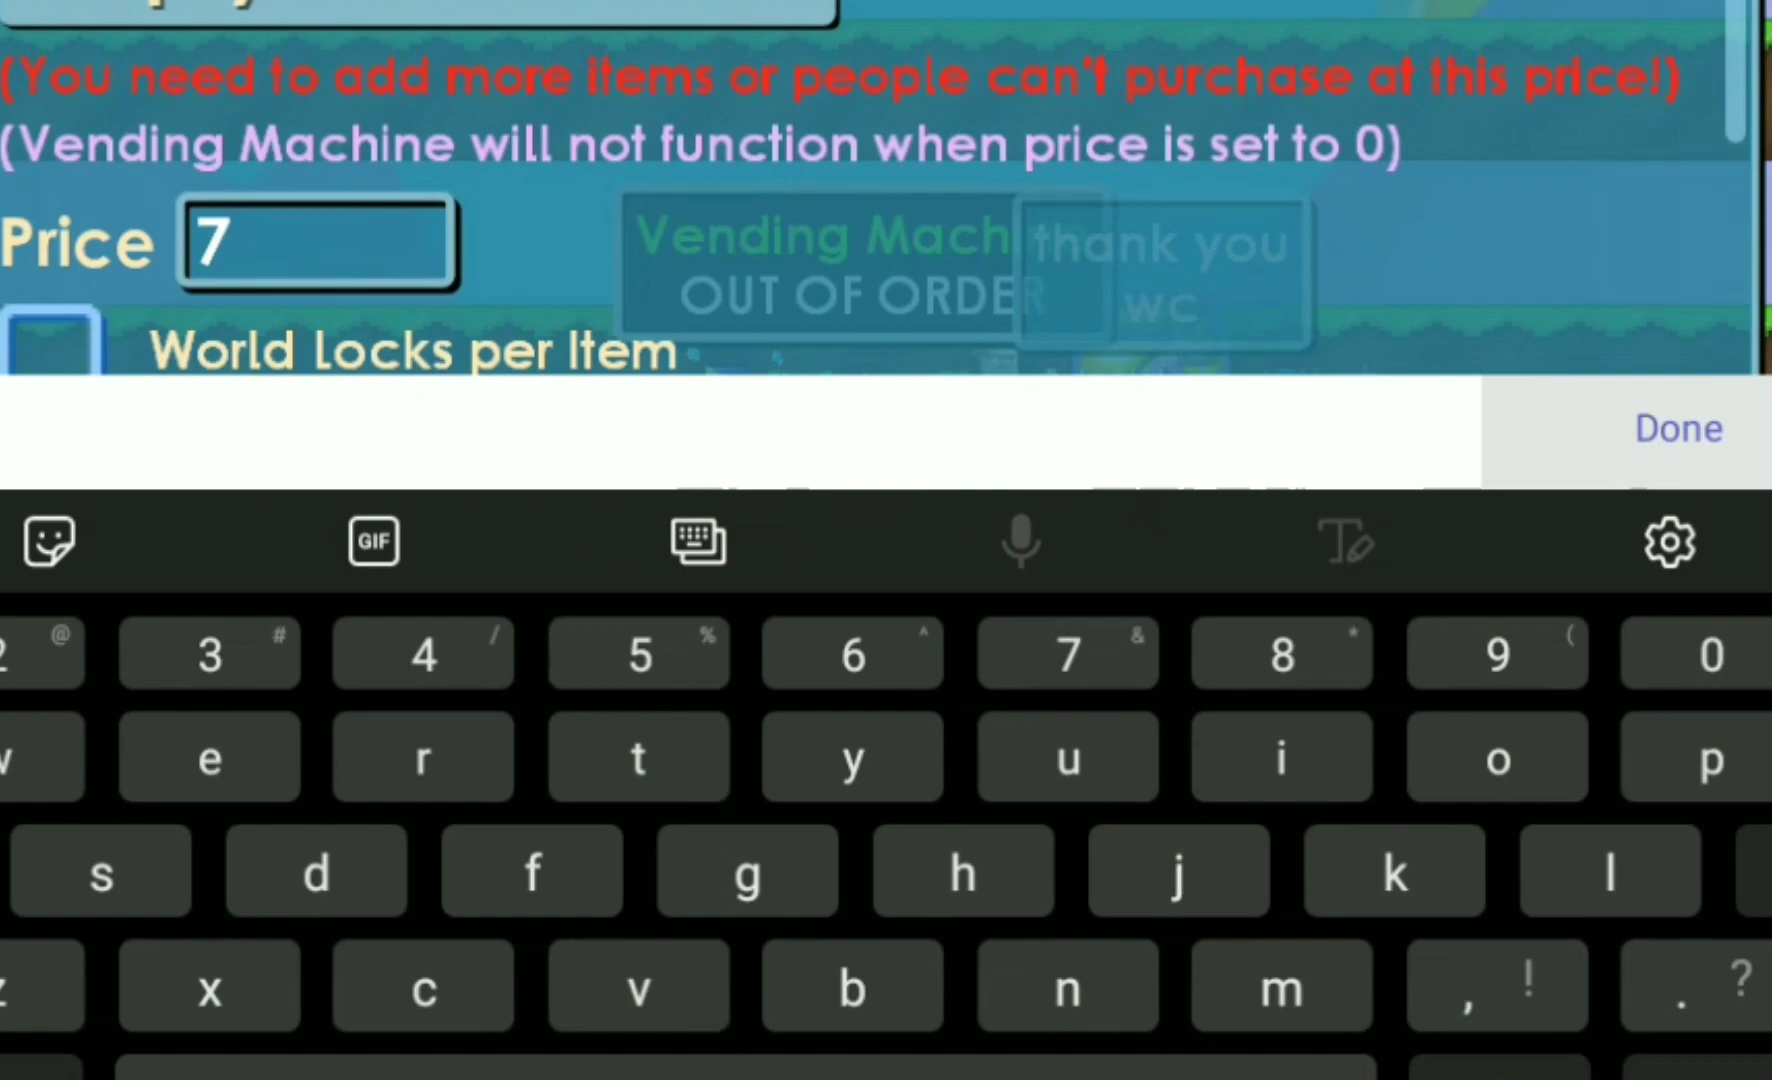 (You need to add more items or people can't purchase at this price!)
(Vending Machine will not function when price is set to 0)
Price 7
Vending Mach
OUT OF ORDER
thank you
wc
World Locks per Item
Done
GIF
2 @ 3 # 4 / 5 % 6 ^ 7 & 8 * 9 ( 0
w e r t y u i o p
s d f g h j k l
z x c v b n m , ! . ?